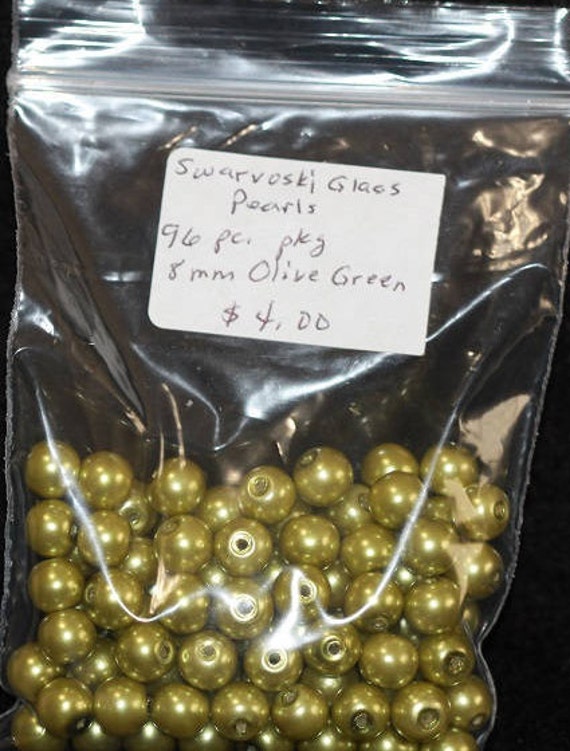 Swarvoski Glass
Pearls
96 pc. pkg
8mm Olive Green
$ 4.00